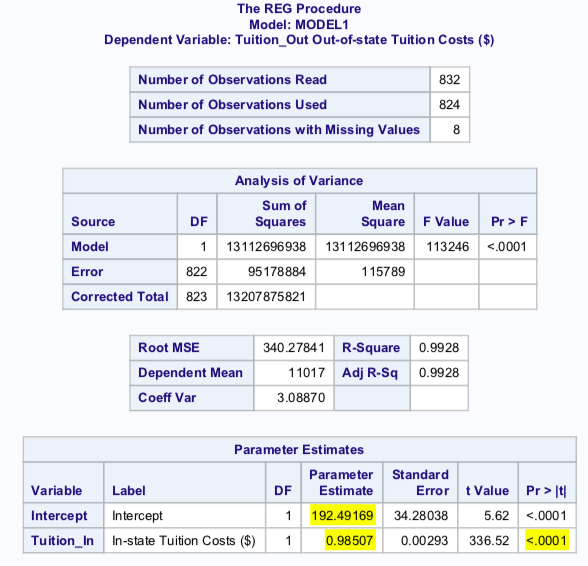 The REG Procedure
Model: MODEL1
Dependent Variable: Tuition_Out Out-of-state Tuition Costs ($)
Number of Observations Read 832
Number of Observations Used 824
Number of Observations with Missing Values 8
Analysis of Variance
Source DF Sum of Squares Mean Square F Value Pr > F
Model 1 13112696938 13112696938 113246 <.0001
Error 822 95178884 115789
Corrected Total 823 13207875821
Root MSE 340.27841 R-Square 0.9928
Dependent Mean 11017 Adj R-Sq 0.9928
Coeff Var 3.08870
Parameter Estimates
Variable Label DF Parameter Estimate Standard Error t Value Pr > |t|
Intercept Intercept 1 192.49169 34.28038 5.62 <.0001
Tuition_In In-state Tuition Costs ($) 1 0.98507 0.00293 336.52 <.0001